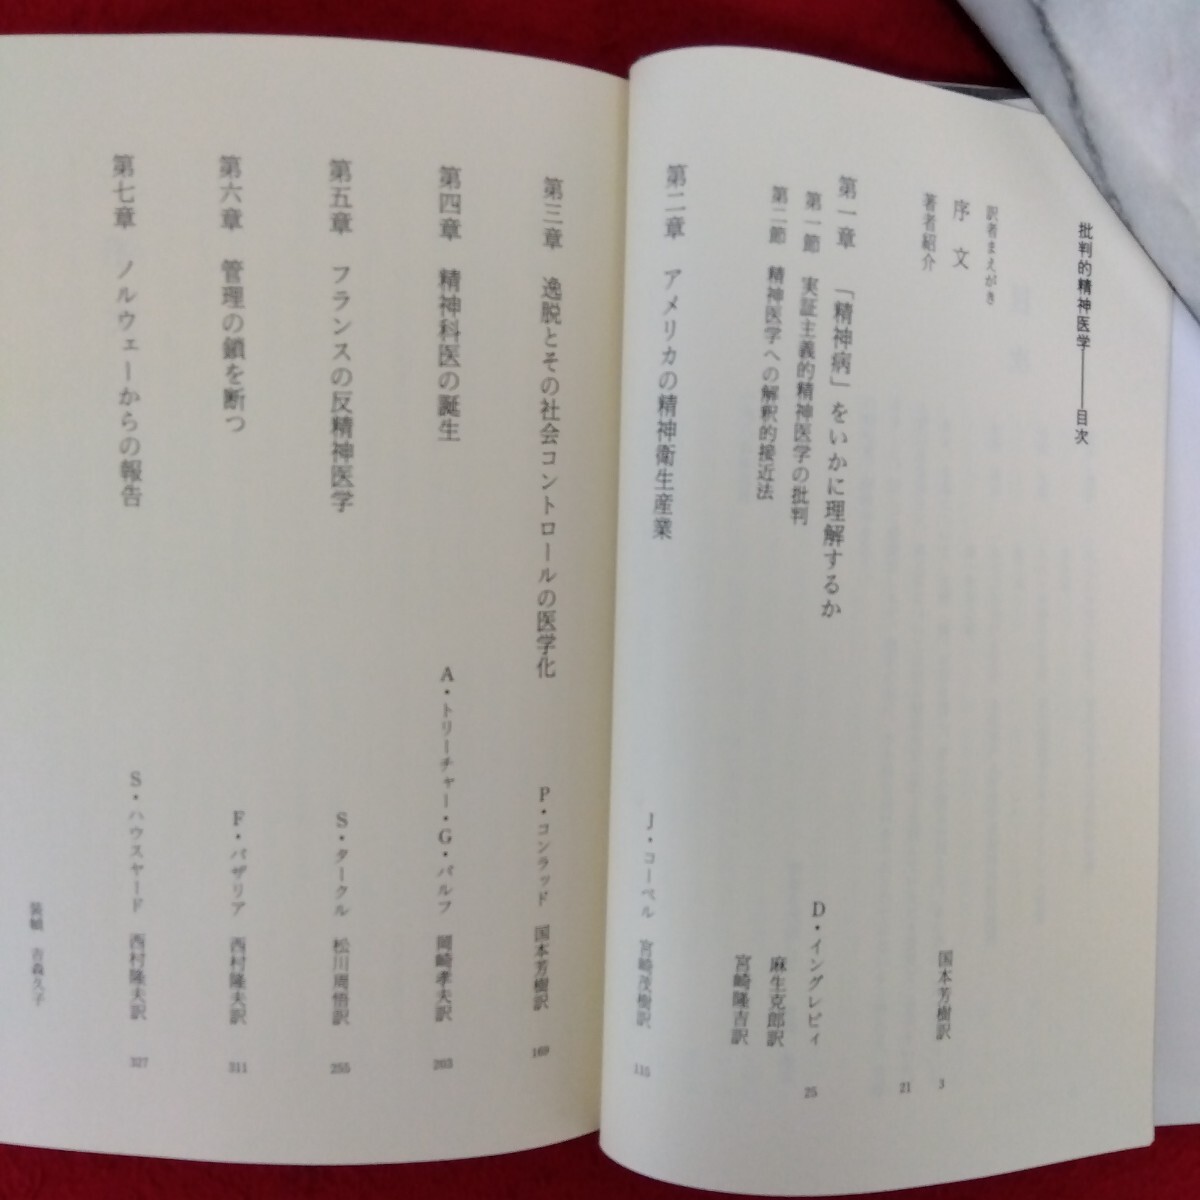 批判的精神医学――目次
訳者まえがき
序文 国本芳樹訳 3
著者紹介 21
第一章 「精神病」をいかに理解するか D・イングレビィ 25
第一節 実証主義的精神医学の批判 麻生克郎訳
第二節 精神医学への解釈的接近法 宮崎隆吉訳
第二章 アメリカの精神衛生産業 J・コーベル 宮崎茂樹訳 115
第三章 逸脱とその社会コントロールの医学化 P・コンラッド 国本芳樹訳 169
第四章 精神科医の誕生 A・トリーチャー・G・バルフ 岡崎孝夫訳 203
第五章 フランスの反精神医学 S・タークル 松川周悟訳 255
第六章 管理の鎖を断つ F・バザリア 西村隆夫訳 311
第七章 ノルウェーからの報告 S・ハウスヤード 西村隆夫訳 327
装幀 吉森久子